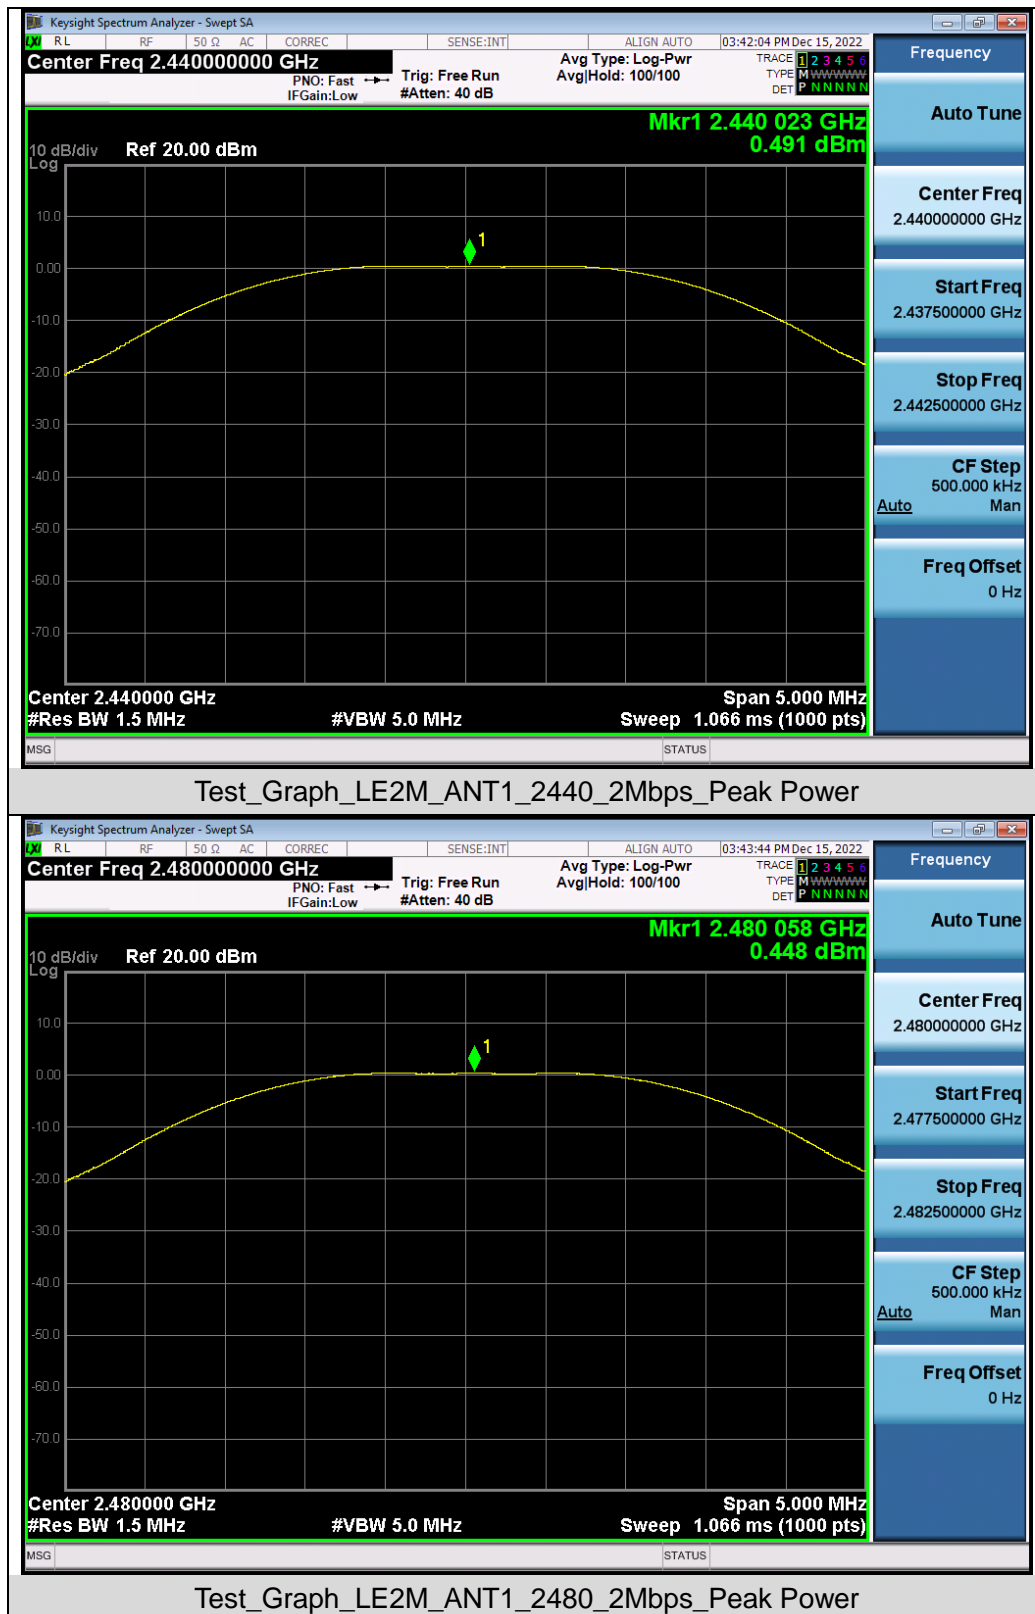 Keysight Spectrum Analyzer - Swept SA
LXI RL RF 50 Ω AC CORREC SENSE:INT ALIGN AUTO 03:42:04 PM Dec 15, 2022
Center Freq 2.440000000 GHz
PNO: Fast
IFGain:Low
Trig: Free Run
#Atten: 40 dB
Avg Type: Log-Pwr
Avg|Hold: 100/100
TRACE 1 2 3 4 5 6
TYPE M WWWWW
DET P N N N N N
Mkr1 2.440 023 GHz
0.491 dBm
10 dB/div Ref 20.00 dBm
Log
10.0
1
0.00
-10.0
-20.0
-30.0
-40.0
-50.0
-60.0
-70.0
Center 2.440000 GHz Span 5.000 MHz
#Res BW 1.5 MHz #VBW 5.0 MHz Sweep 1.066 ms (1000 pts)
MSG STATUS
Frequency
Auto Tune
Center Freq
2.440000000 GHz
Start Freq
2.437500000 GHz
Stop Freq
2.442500000 GHz
CF Step
500.000 kHz
Auto Man
Freq Offset
0 Hz
Test_Graph_LE2M_ANT1_2440_2Mbps_Peak Power
Keysight Spectrum Analyzer - Swept SA
LXI RL RF 50 Ω AC CORREC SENSE:INT ALIGN AUTO 03:43:44 PM Dec 15, 2022
Center Freq 2.480000000 GHz
PNO: Fast
IFGain:Low
Trig: Free Run
#Atten: 40 dB
Avg Type: Log-Pwr
Avg|Hold: 100/100
TRACE 1 2 3 4 5 6
TYPE M WWWWW
DET P N N N N N
Mkr1 2.480 058 GHz
0.448 dBm
10 dB/div Ref 20.00 dBm
Log
10.0
1
0.00
-10.0
-20.0
-30.0
-40.0
-50.0
-60.0
-70.0
Center 2.480000 GHz Span 5.000 MHz
#Res BW 1.5 MHz #VBW 5.0 MHz Sweep 1.066 ms (1000 pts)
MSG STATUS
Frequency
Auto Tune
Center Freq
2.480000000 GHz
Start Freq
2.477500000 GHz
Stop Freq
2.482500000 GHz
CF Step
500.000 kHz
Auto Man
Freq Offset
0 Hz
Test_Graph_LE2M_ANT1_2480_2Mbps_Peak Power